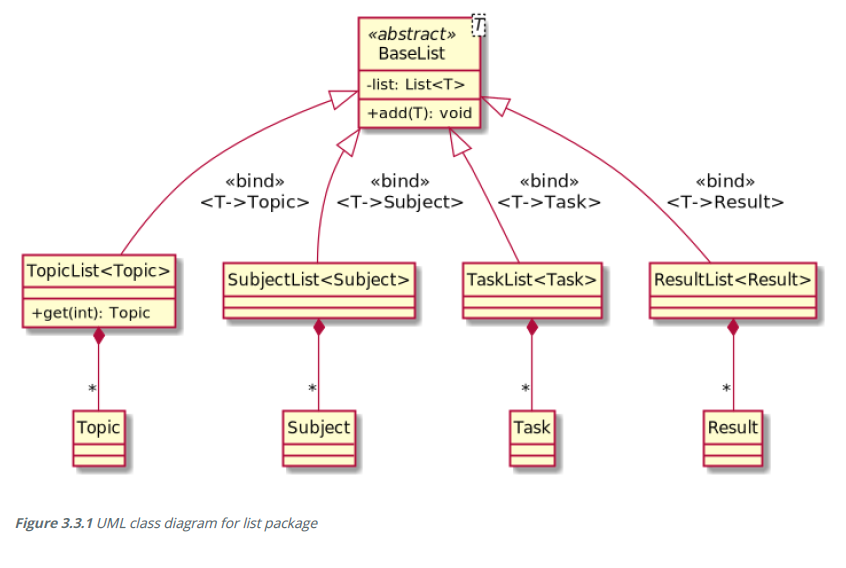 T
«abstract»
BaseList
-list: List<T>
+add(T): void
«bind»
<T->Topic>
«bind»
<T->Subject>
«bind»
<T->Task>
«bind»
<T->Result>
TopicList<Topic>
+get(int): Topic
SubjectList<Subject>
TaskList<Task>
ResultList<Result>
*
*
*
*
Topic
Subject
Task
Result
Figure 3.3.1 UML class diagram for list package